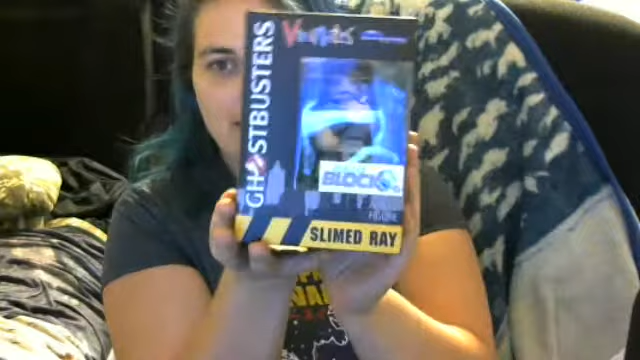 GHOSTBUSTERS
Vinimates
BLOCK
FIGURE
SLIMED RAY